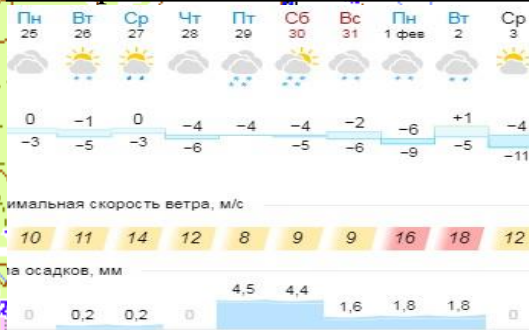 Пн Вт Ср Чт Пт Сб Вс Пн Вт Ср
25 26 27 28 29 30 31 1 фев 2 3
0 −1 0 −4 −4 −4 −2 −6 +1 −4
−3 −5 −3 −6 −5 −6 −9 −5 −11
имальная скорость ветра, м/с
10 11 14 12 8 9 9 16 18 12
а осадков, мм
0 0,2 0,2 0 4,5 4,4 1,6 1,8 1,8 0